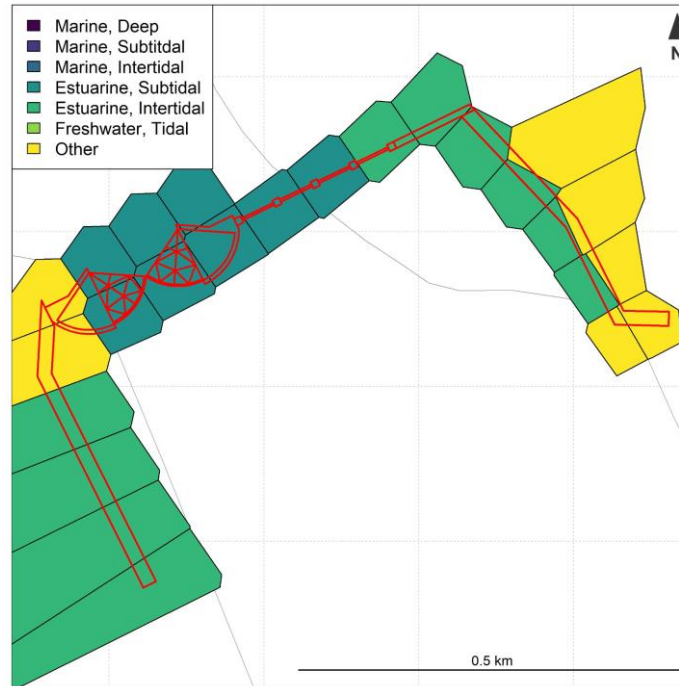 Marine, Deep
Marine, Subtitdal
Marine, Intertidal
Estuarine, Subtidal
Estuarine, Intertidal
Freshwater, Tidal
Other
N
0.5 km